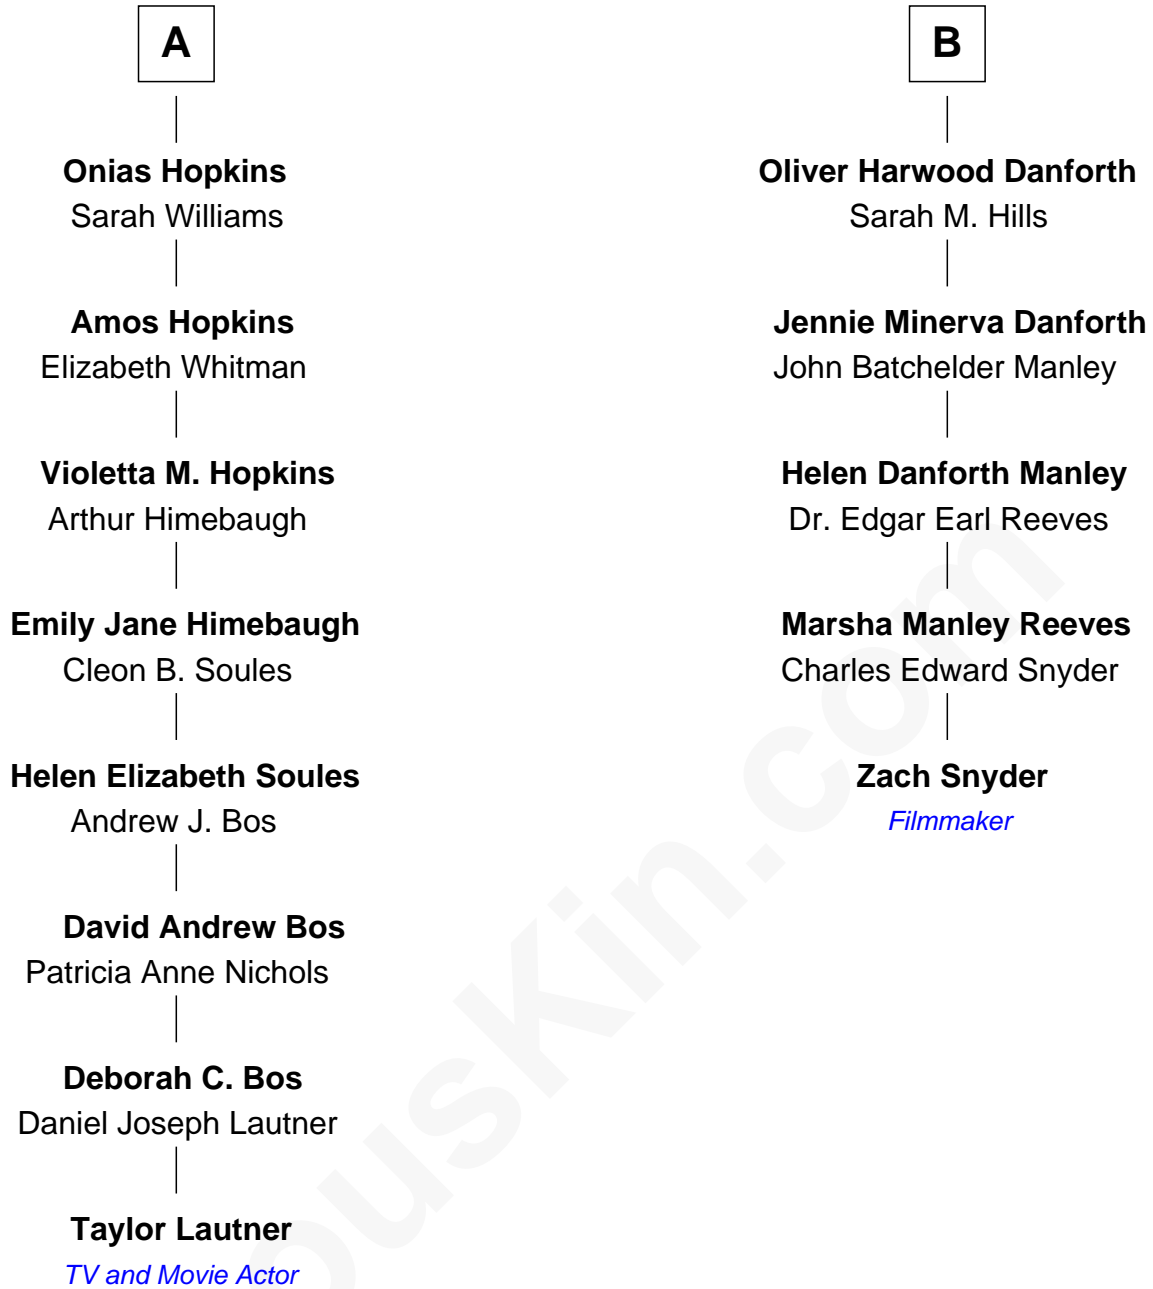 A
Onias Hopkins
Sarah Williams
Amos Hopkins
Elizabeth Whitman
Violetta M. Hopkins
Arthur Himebaugh
Emily Jane Himebaugh
Cleon B. Soules
Helen Elizabeth Soules
Andrew J. Bos
David Andrew Bos
Patricia Anne Nichols
Deborah C. Bos
Daniel Joseph Lautner
Taylor Lautner
TV and Movie Actor
B
Oliver Harwood Danforth
Sarah M. Hills
Jennie Minerva Danforth
John Batchelder Manley
Helen Danforth Manley
Dr. Edgar Earl Reeves
Marsha Manley Reeves
Charles Edward Snyder
Zach Snyder
Filmmaker
ousKin.com